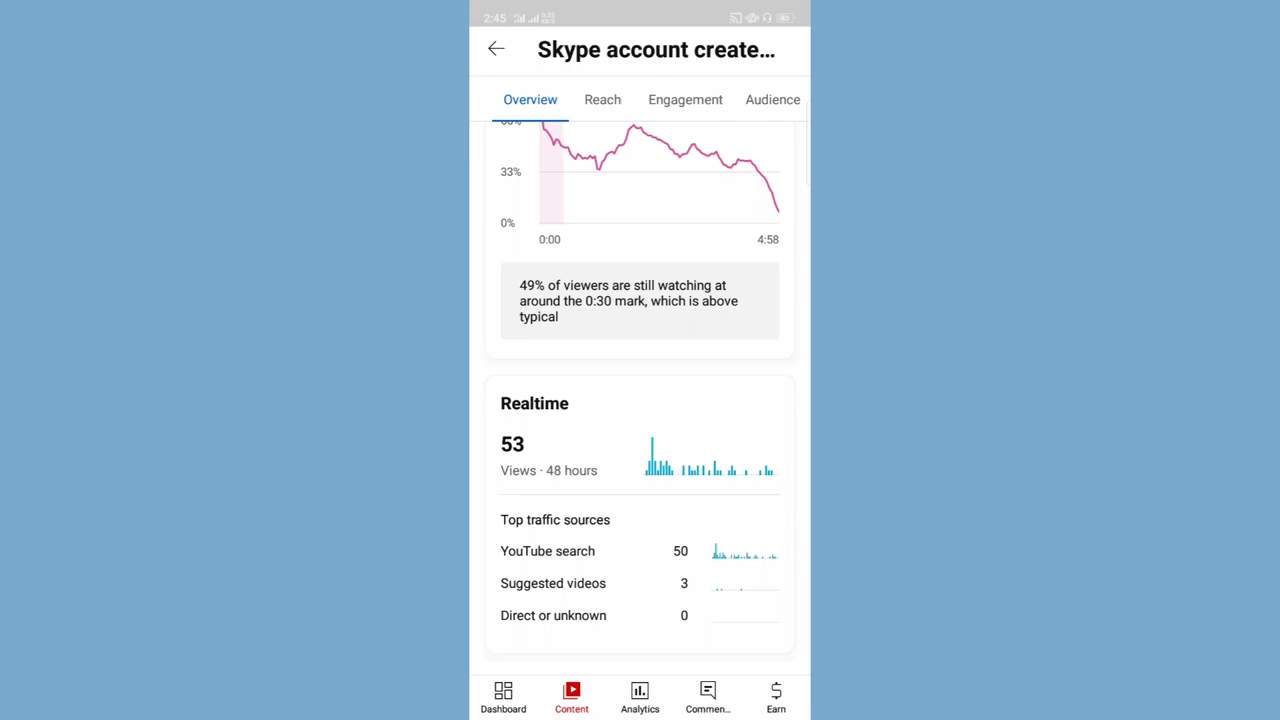 2:45
Skype account create...
Overview Reach Engagement Audience
33%
0%
0:00 4:58
49% of viewers are still watching at
around the 0:30 mark, which is above
typical
Realtime
53
Views · 48 hours
Top traffic sources
YouTube search 50
Suggested videos 3
Direct or unknown 0
Dashboard Content Analytics Commen... Earn